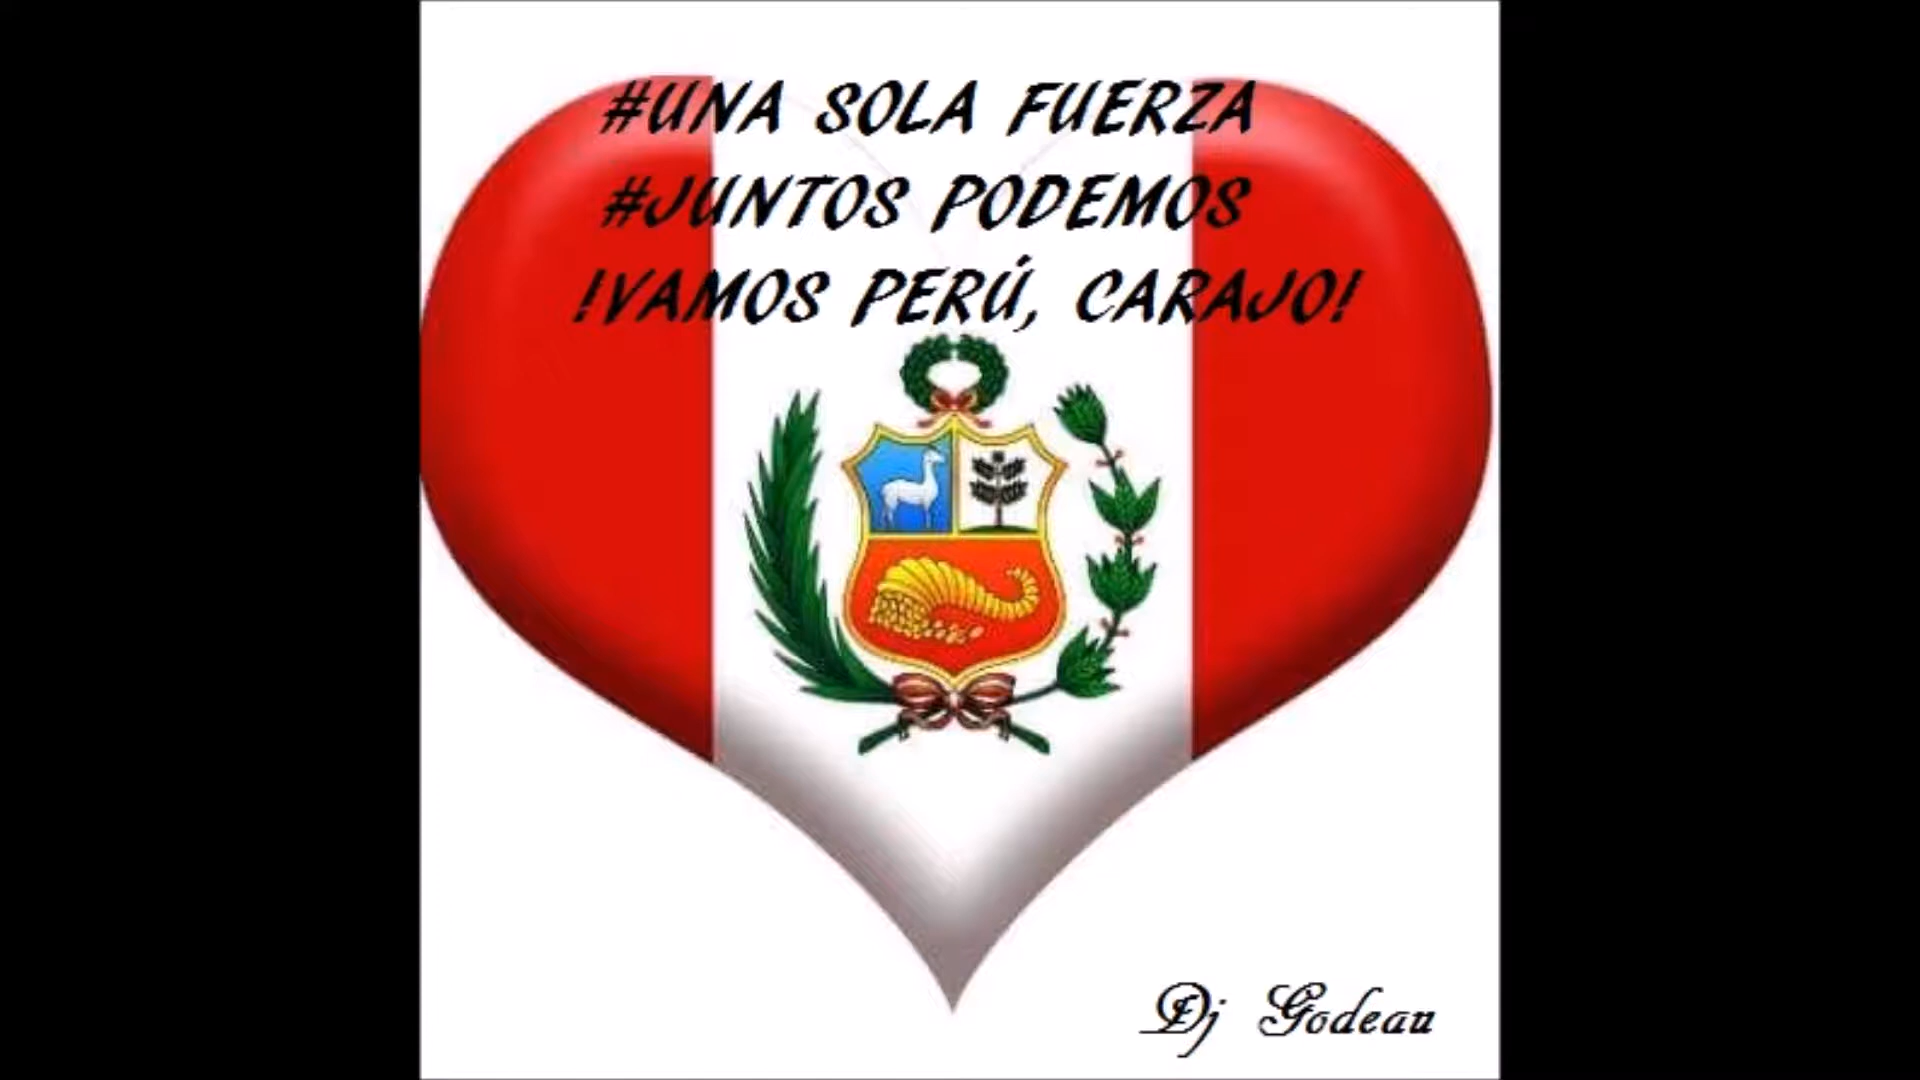 #UNA SOLA FUERZA
#JUNTOS PODEMOS
!VAMOS PERÚ, CARAJO!
Dj Godeau